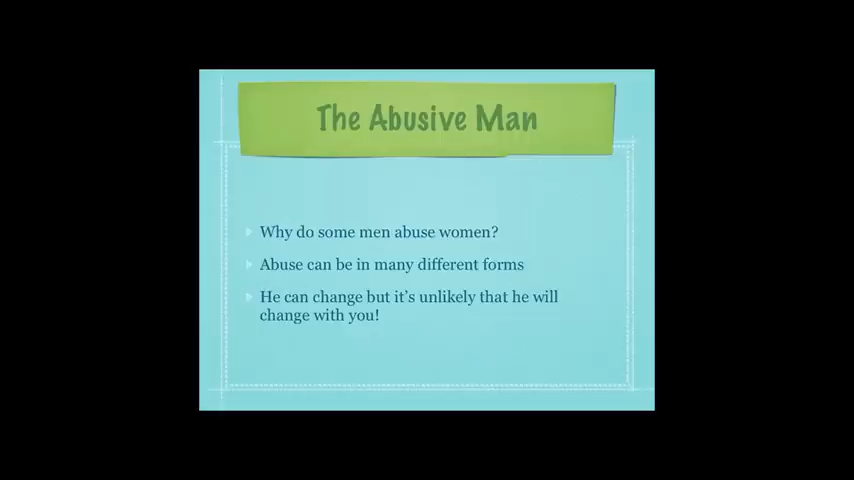 The Abusive Man
Why do some men abuse women?
Abuse can be in many different forms
He can change but it's unlikely that he will
change with you!